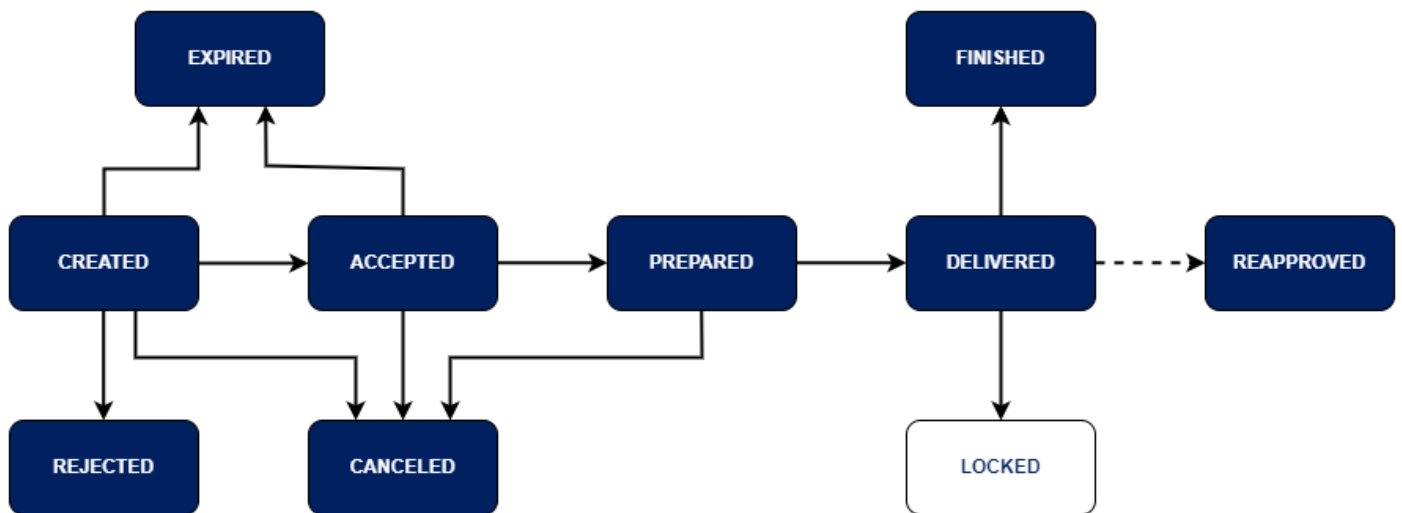 EXPIRED
FINISHED
CREATED
ACCEPTED
PREPARED
DELIVERED
REAPPROVED
REJECTED
CANCELED
LOCKED